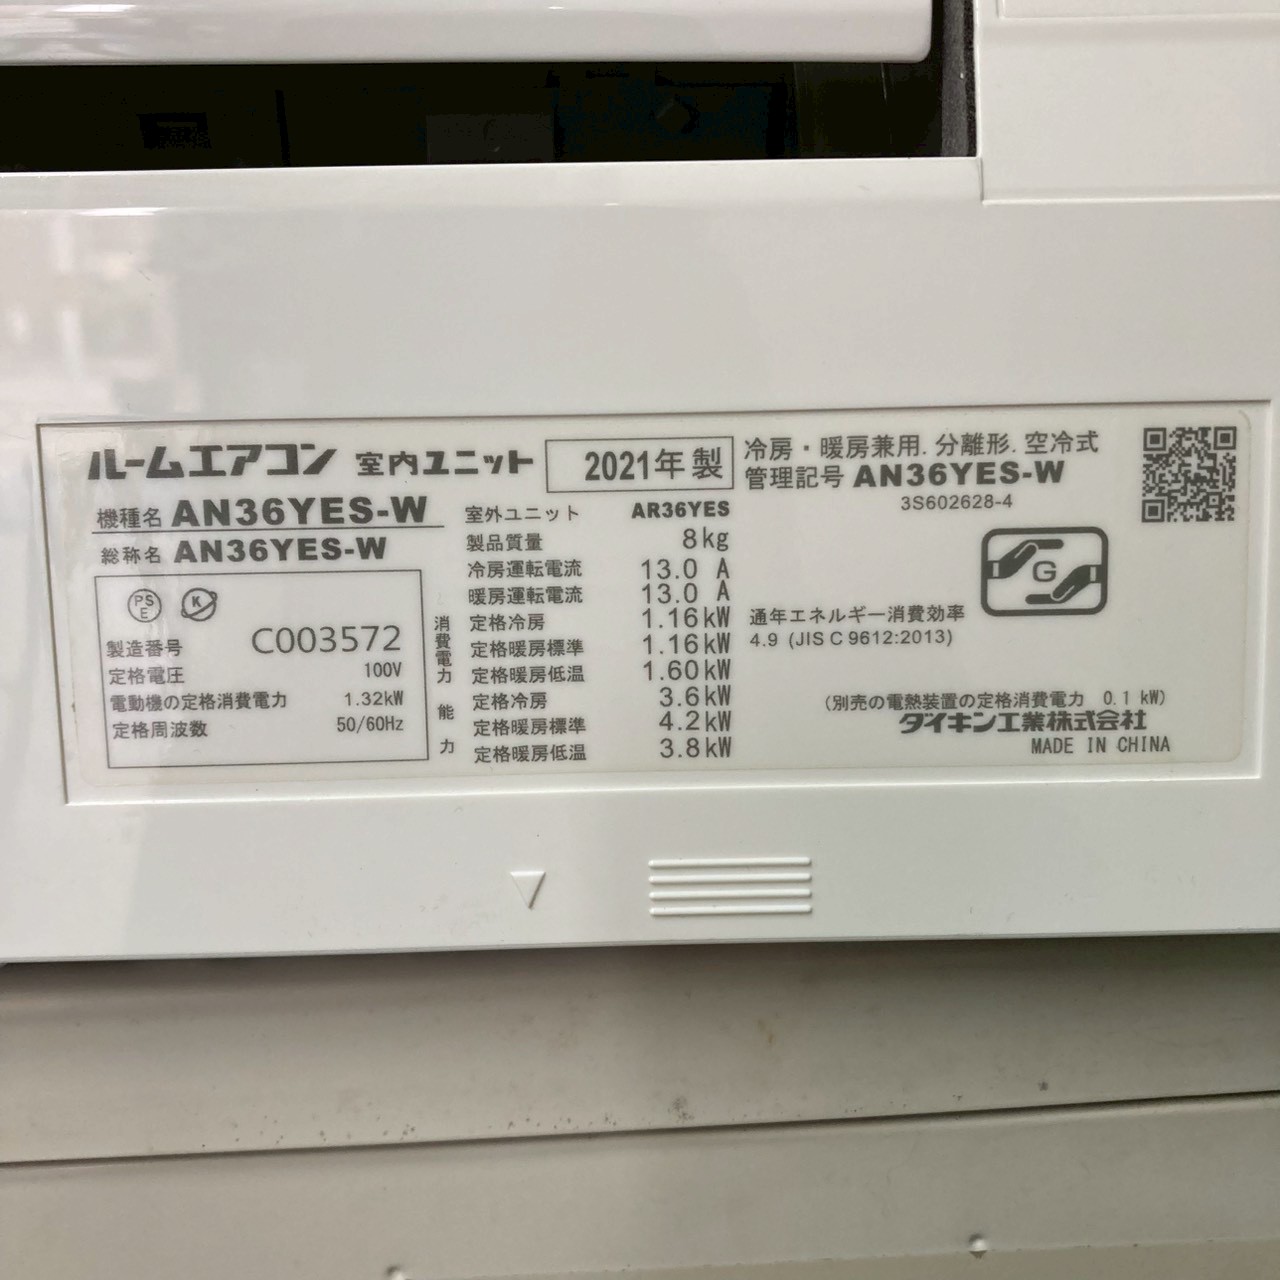 ルームエアコン 室内ユニット 2021年 製
機種名 AN36YES-W
総称名 AN36YES-W
PS
E
K
製造番号 C003572
定格電圧 100V
電動機の定格消費電力 1.32kW
定格周波数 50/60Hz
室外ユニット AR36YES
製品質量 8kg
冷房運転電流 13.0 A
暖房運転電流 13.0 A
消費電力
定格冷房 1.16kW
定格暖房標準 1.16kW
定格暖房低温 1.60kW
能力
定格冷房 3.6kW
定格暖房標準 4.2kW
定格暖房低温 3.8kW
冷房・暖房兼用.分離形.空冷式
管理記号 AN36YES-W
3S602628-4
G
通年エネルギー消費効率
4.9 (JIS C 9612:2013)
(別売の電熱装置の定格消費電力 0.1 kW)
ダイキン工業株式会社
MADE IN CHINA